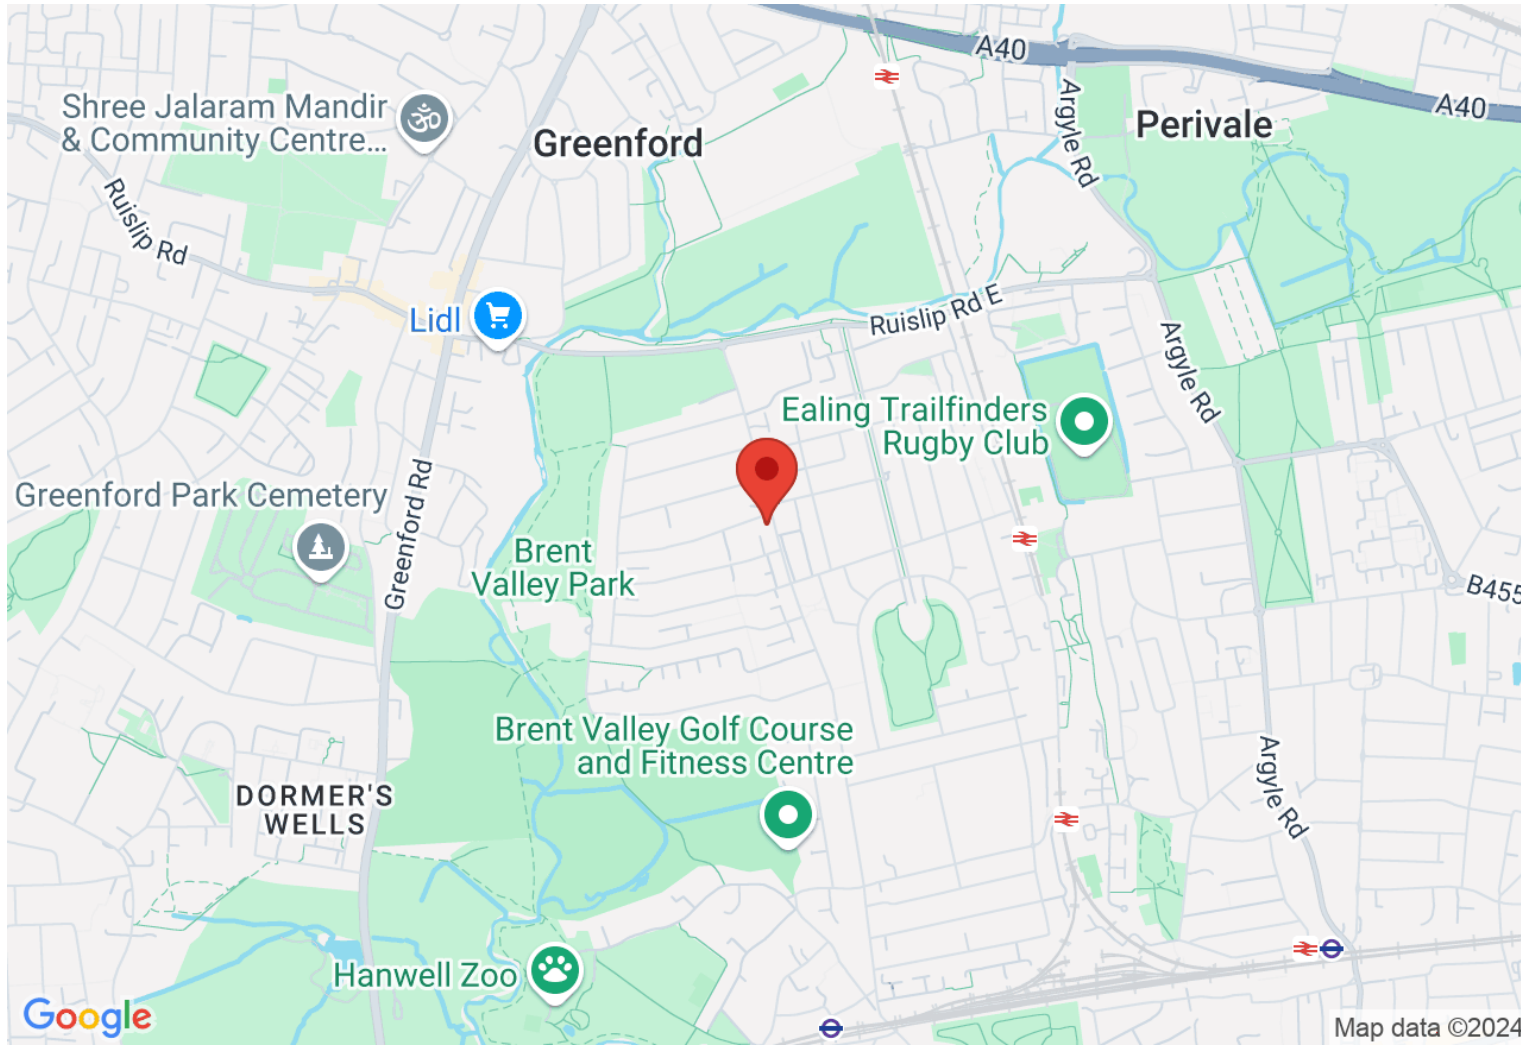 A40
A40
Shree Jalaram Mandir
& Community Centre...
Greenford
Argyle Rd
Perivale
Ruislip Rd
Lidl
Ruislip Rd E
Argyle Rd
Ealing Trailfinders
Rugby Club
Greenford Park Cemetery
Greenford Rd
Brent
Valley Park
B455
Brent Valley Golf Course
and Fitness Centre
DORMER'S
WELLS
Argyle Rd
Hanwell Zoo
Google
Map data ©2024